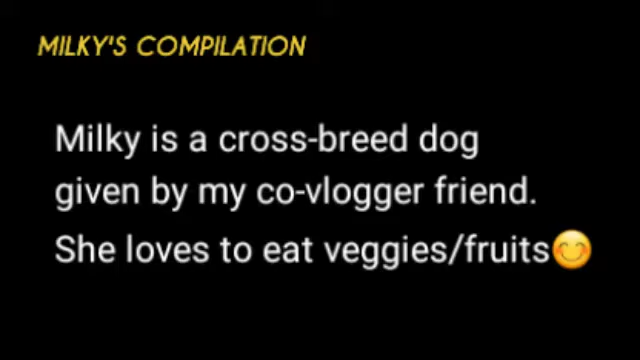 MILKY'S COMPILATION
Milky is a cross-breed dog
given by my co-vlogger friend.
She loves to eat veggies/fruits😊